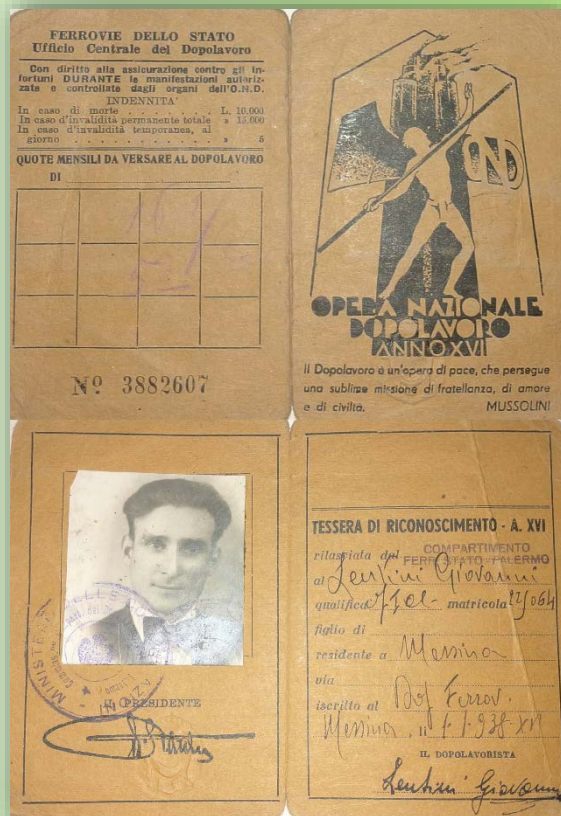 FERROVIE DELLO STATO
Ufficio Centrale del Dopolavoro
Con diritto alla assicurazione contro gli in-
fortuni DURANTE le manifestazioni autoriz-
zate e controllate dagli organi dell'O.N.D.
INDENNITA'
In caso di morte . . . . . . L. 10.000
In caso d'invalidità permanente totale » 15.000
In caso d'invalidità temporanea, al
giorno . . . . . . . . . . » 5
QUOTE MENSILI DA VERSARE AL DOPOLAVORO
DI
Nº 3882607
OND
OPERA NAZIONALE
DOPOLAVORO
ANNO XVI
Il Dopolavoro è un'opera di pace, che persegue
una sublime missione di fratellanza, di amore
e di civiltà. MUSSOLINI
IL PRESIDENTE
TESSERA DI RICONOSCIMENTO - A. XVI
rilasciata dal COMPARTIMENTO
FERR. STATO PALERMO
al Lentini Giovanni
qualifica matricola
figlio di
residente a Messina
via
iscritto al Dop Ferrov.
Messina, li 1-1-938-XVI
IL DOPOLAVORISTA
Lentini Giovanni